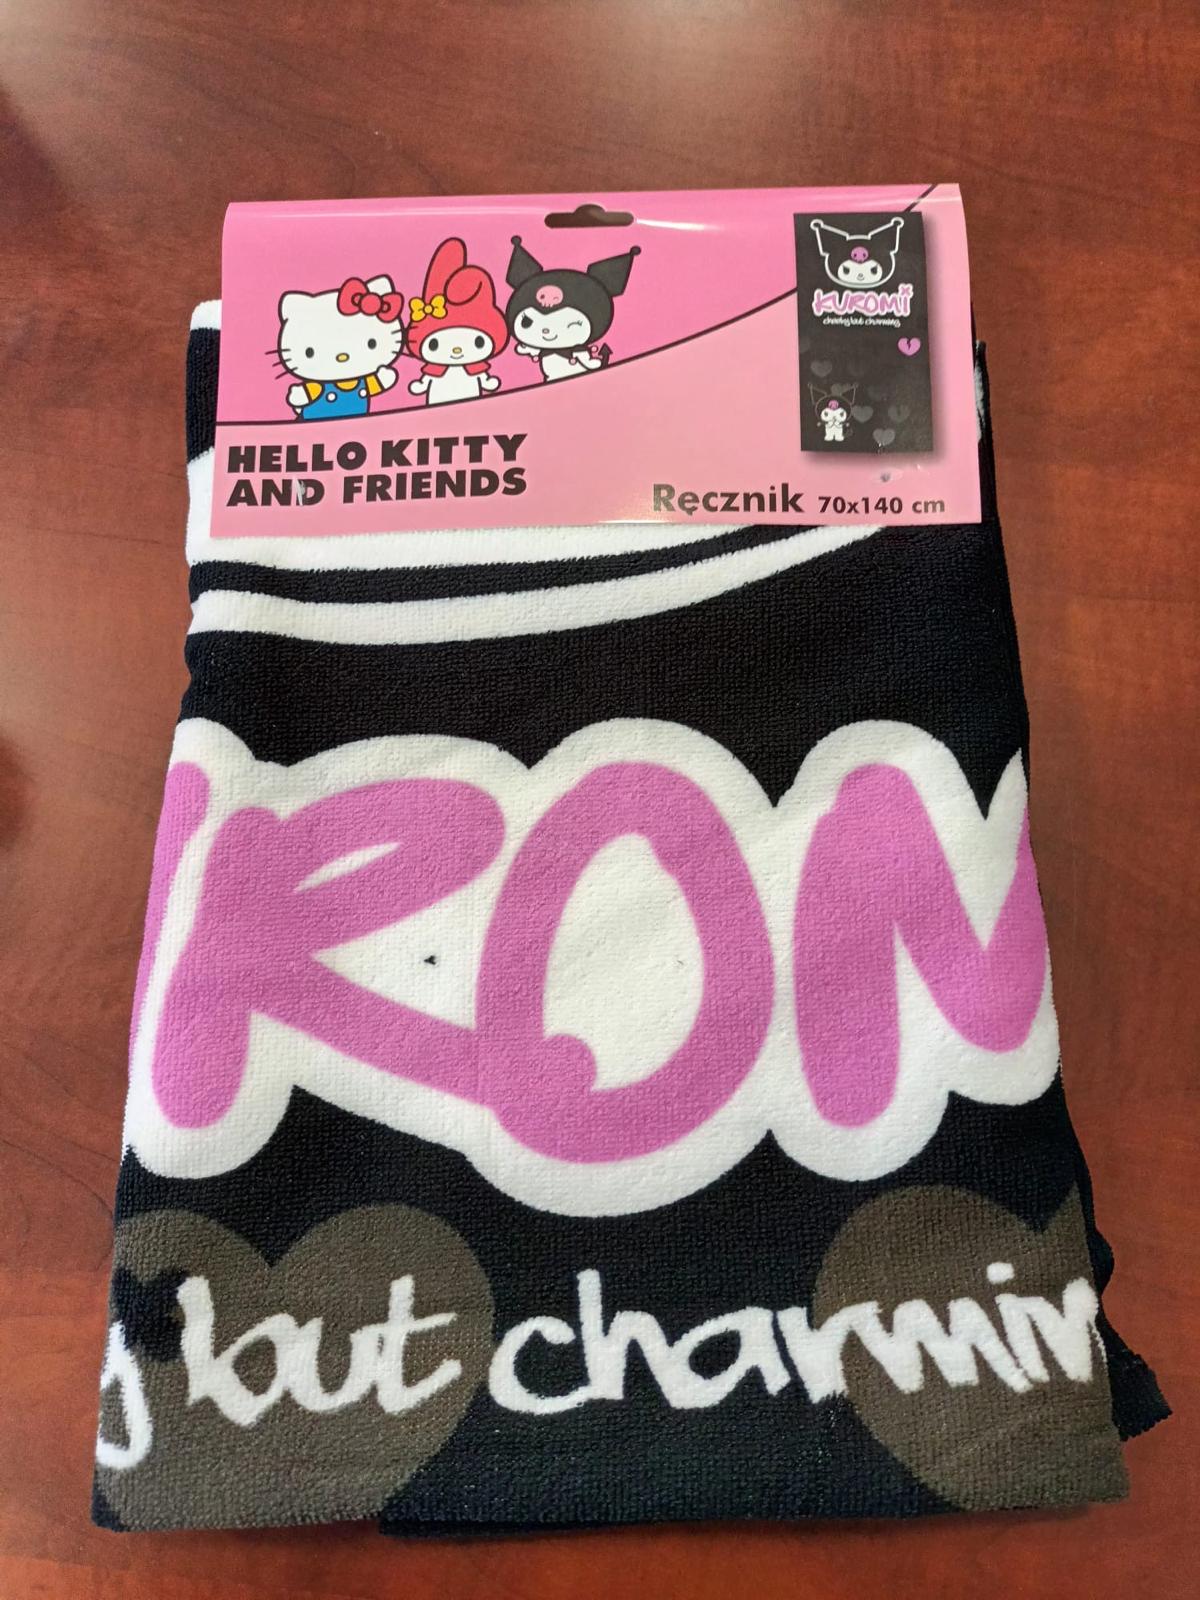 KUROMi
cheeky but charming
HELLO KITTY
AND FRIENDS
Ręcznik 70x140 cm
ROM
y but charmin